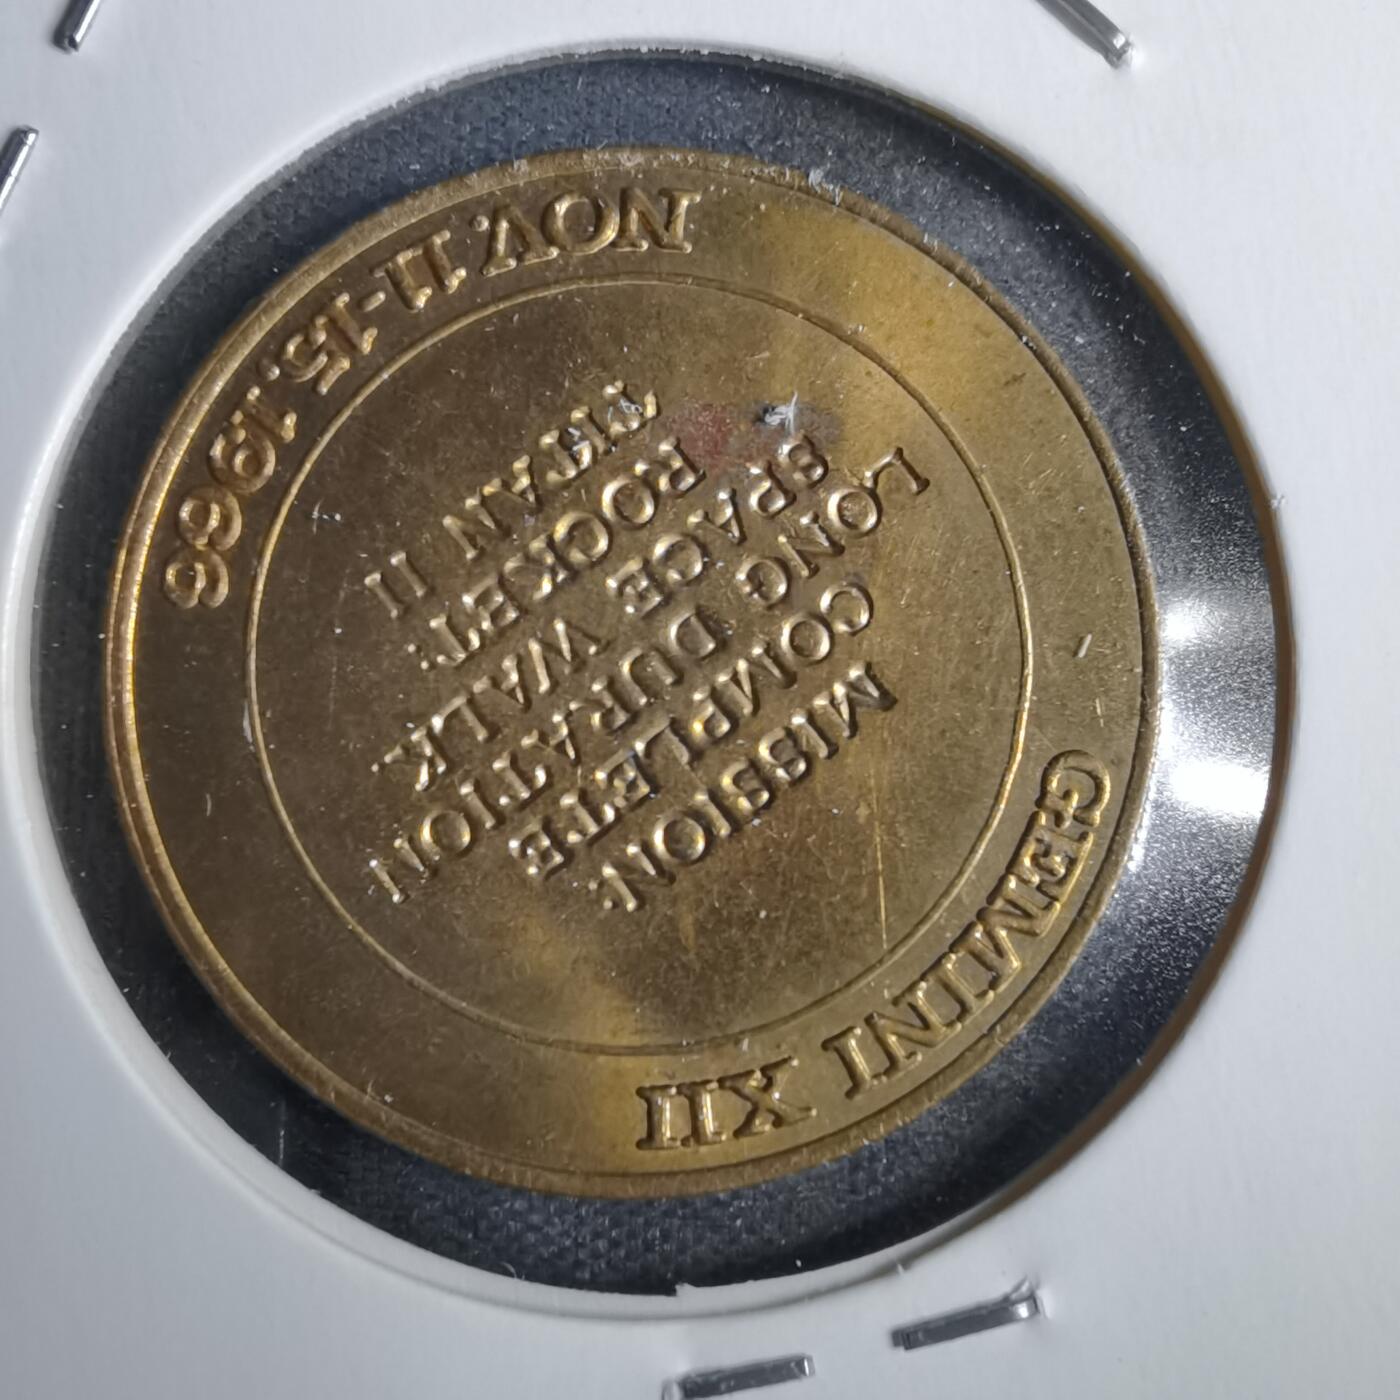 GEMINI XII
MISSION:
COMPLETE
LONG DURATION
SPACE WALK
ROCKET:
TITAN II
NOV. 11-15, 1966